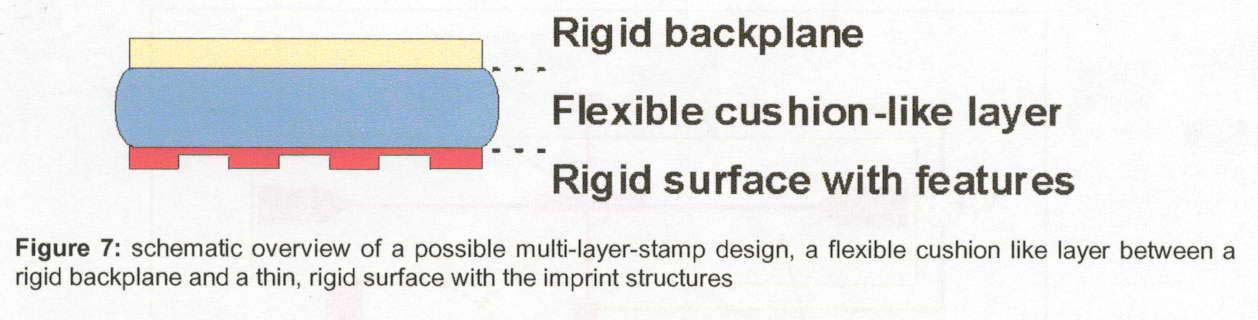 Rigid backplane
Flexible cushion-like layer
Rigid surface with features
Figure 7: schematic overview of a possible multi-layer-stamp design, a flexible cushion like layer between a
rigid backplane and a thin, rigid surface with the imprint structures